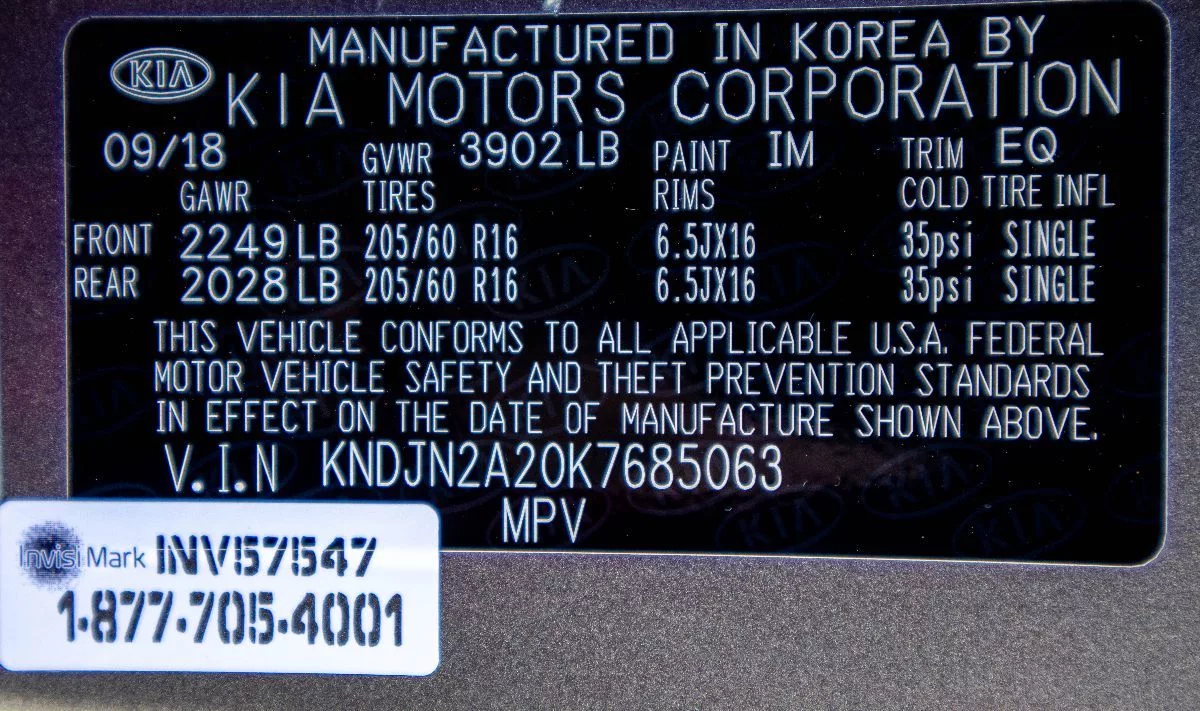 MANUFACTURED IN KOREA BY
KIA KIA MOTORS CORPORATION
09/18 GVWR 3902 LB PAINT IM TRIM EQ
GAWR TIRES RIMS COLD TIRE INFL
FRONT 2249 LB 205/60 R16 6.5JX16 35psi SINGLE
REAR 2028 LB 205/60 R16 6.5JX16 35psi SINGLE
THIS VEHICLE CONFORMS TO ALL APPLICABLE U.S.A. FEDERAL
MOTOR VEHICLE SAFETY AND THEFT PREVENTION STANDARDS
IN EFFECT ON THE DATE OF MANUFACTURE SHOWN ABOVE.
V.I.N KNDJN2A20K7685063
MPV
InvisiMark INV57547
1-877-705-4001